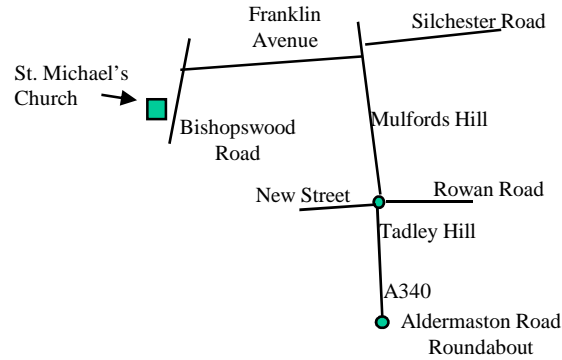 Franklin
Avenue
Silchester Road
St. Michael's
Church
Bishopswood
Road
Mulfords Hill
New Street
Rowan Road
Tadley Hill
A340
Aldermaston Road
Roundabout